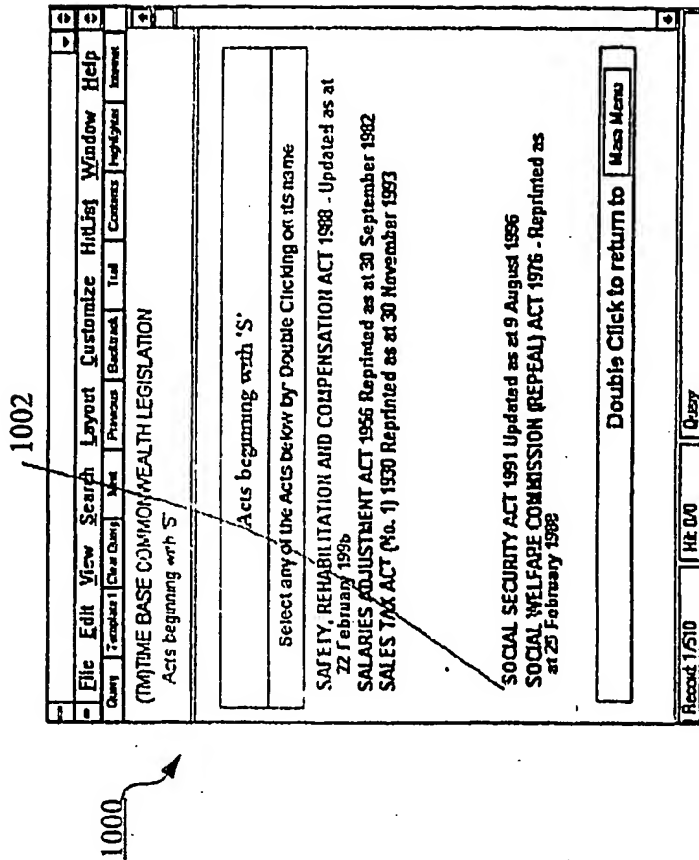 1002
1000
File Edit View Search Layout Customize HitList Window Help
Query Template 1 Clear Query Next Previous Backtrack Trail Contents Highlighter Internet
(TM)TIME BASE COMMONWEALTH LEGISLATION
Acts beginning with 'S'
Acts beginning with 'S'
Select any of the Acts below by Double Clicking on its name
SAFETY, REHABILITATION AND COMPENSATION ACT 1988 - Updated as at
22 February 1996
SALARIES ADJUSTMENT ACT 1956 Reprinted as at 30 September 1982
SALES TAX ACT (No. 1) 1930 Reprinted as at 30 November 1993
SOCIAL SECURITY ACT 1991 Updated as at 9 August 1996
SOCIAL WELFARE COMMISSION (REPEAL) ACT 1976 - Reprinted as
at 25 February 1988
Double Click to return to Main Menu
Record: 1/510 Hit: 0/0 Query